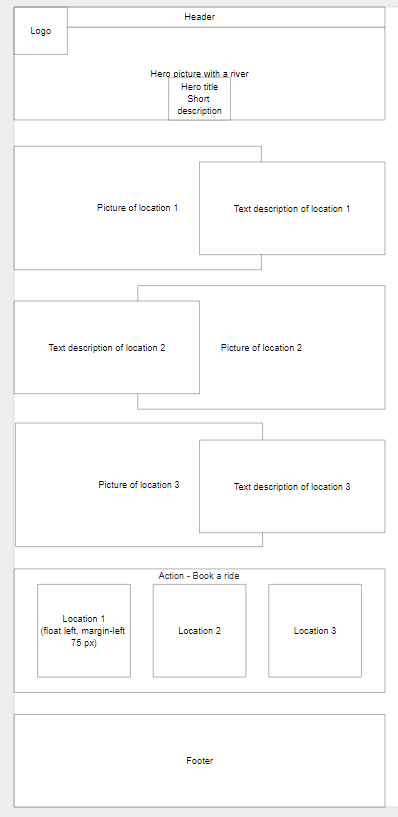 Header
Logo
Hero picture with a river
Hero title
Short
description
Picture of location 1
Text description of location 1
Text description of location 2
Picture of location 2
Picture of location 3
Text description of location 3
Action - Book a ride
Location 1
(float left, margin-left
75 px)
Location 2
Location 3
Footer